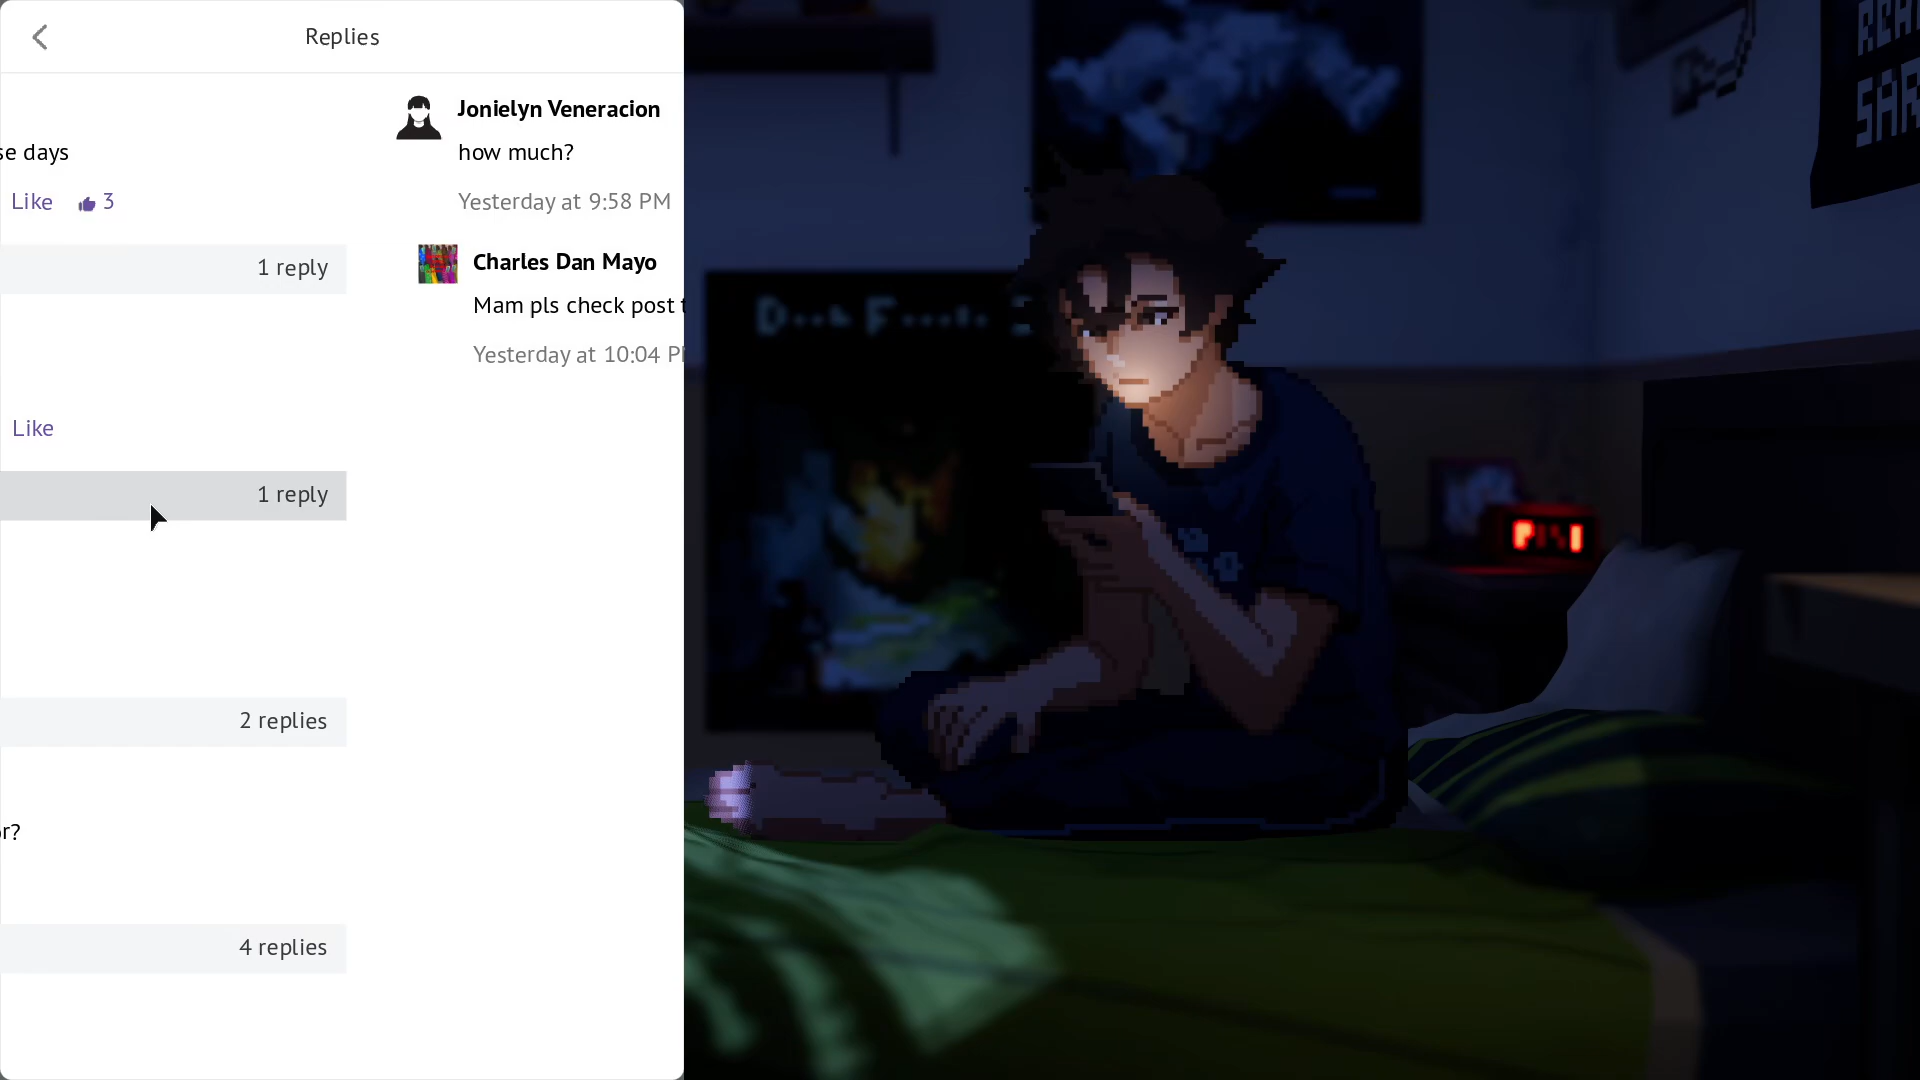 Replies
se days
Like 3
1 reply
Like
1 reply
2 replies
or?
4 replies
Jonielyn Veneracion
how much?
Yesterday at 9:58 PM
Charles Dan Mayo
Mam pls check post t
Yesterday at 10:04 P